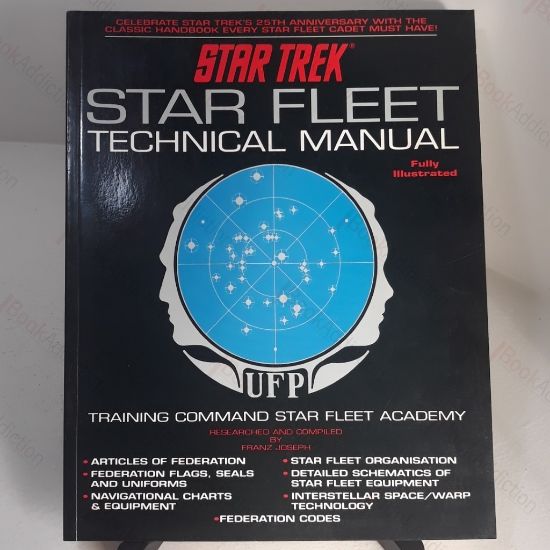 CELEBRATE STAR TREK'S 25TH ANNIVERSARY WITH THE
CLASSIC HANDBOOK EVERY STAR FLEET CADET MUST HAVE!
STAR TREK®
STAR FLEET
TECHNICAL MANUAL
Fully
Illustrated
UFP
TRAINING COMMAND STAR FLEET ACADEMY
RESEARCHED AND COMPILED
BY
FRANZ JOSEPH
• ARTICLES OF FEDERATION
• FEDERATION FLAGS, SEALS
AND UNIFORMS
• NAVIGATIONAL CHARTS
& EQUIPMENT
• STAR FLEET ORGANISATION
• DETAILED SCHEMATICS OF
STAR FLEET EQUIPMENT
• INTERSTELLAR SPACE/WARP
TECHNOLOGY
• FEDERATION CODES
BookAddiction